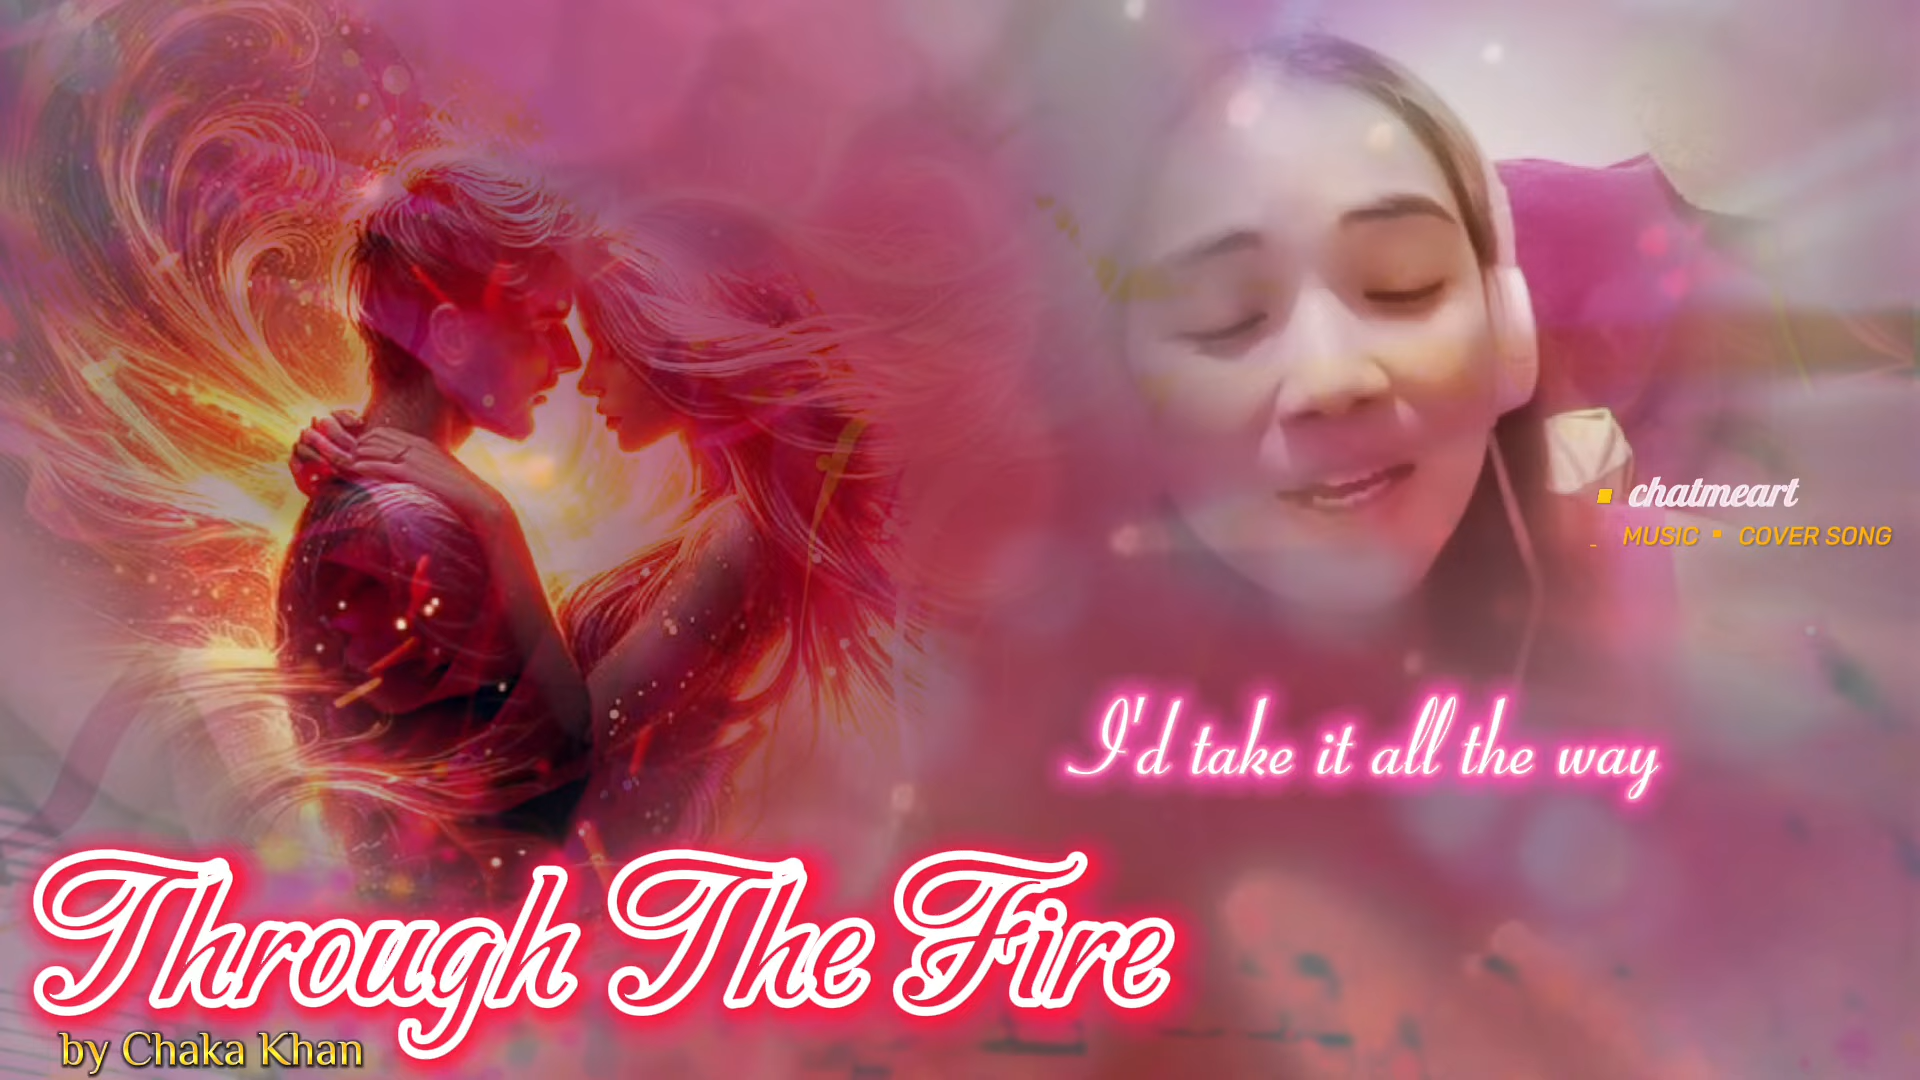 chatmeart
MUSIC ▪ COVER SONG
I'd take it all the way
Through The Fire
by Chaka Khan